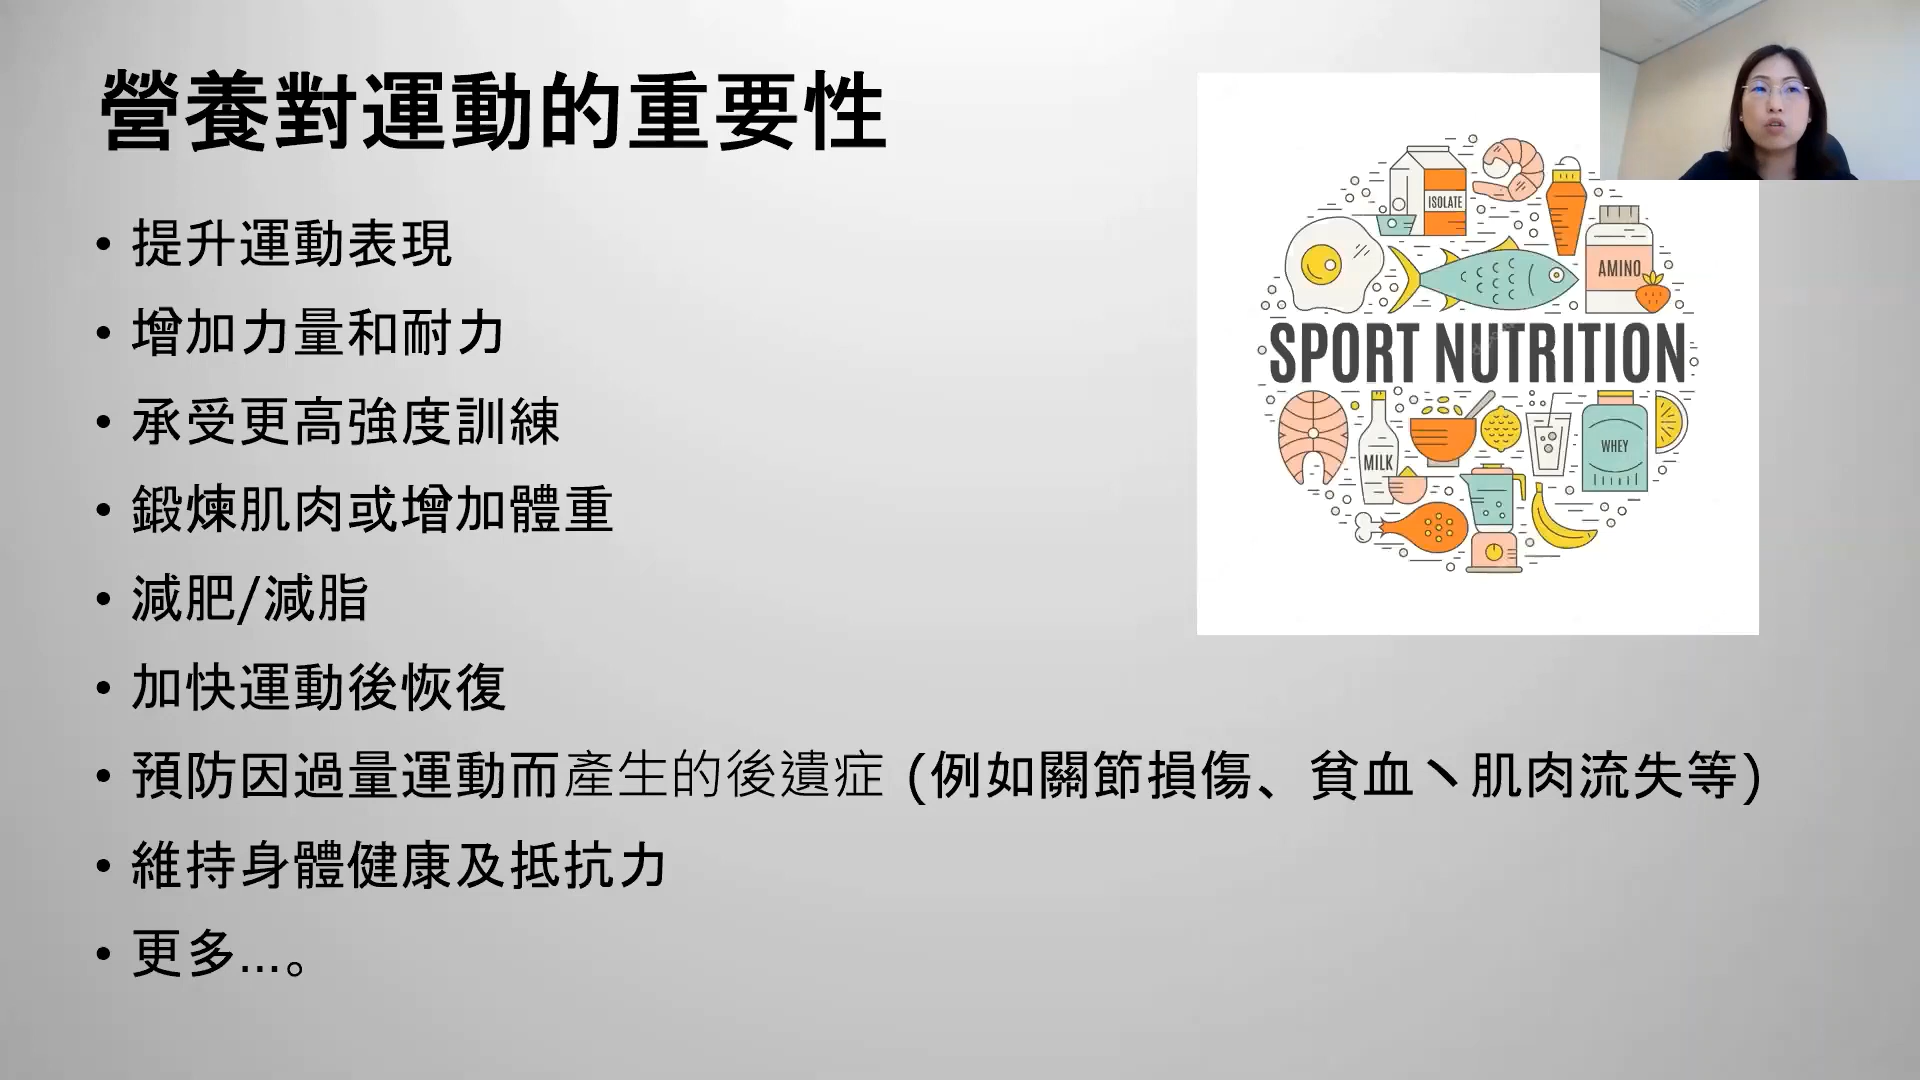 營養對運動的重要性
• 提升運動表現
• 增加力量和耐力
• 承受更高強度訓練
• 鍛煉肌肉或增加體重
• 減肥/減脂
• 加快運動後恢復
• 預防因過量運動而產生的後遺症 (例如關節損傷、貧血丶肌肉流失等)
• 維持身體健康及抵抗力
• 更多...。
ISOLATE
AMINO
SPORT NUTRITION
MILK
WHEY